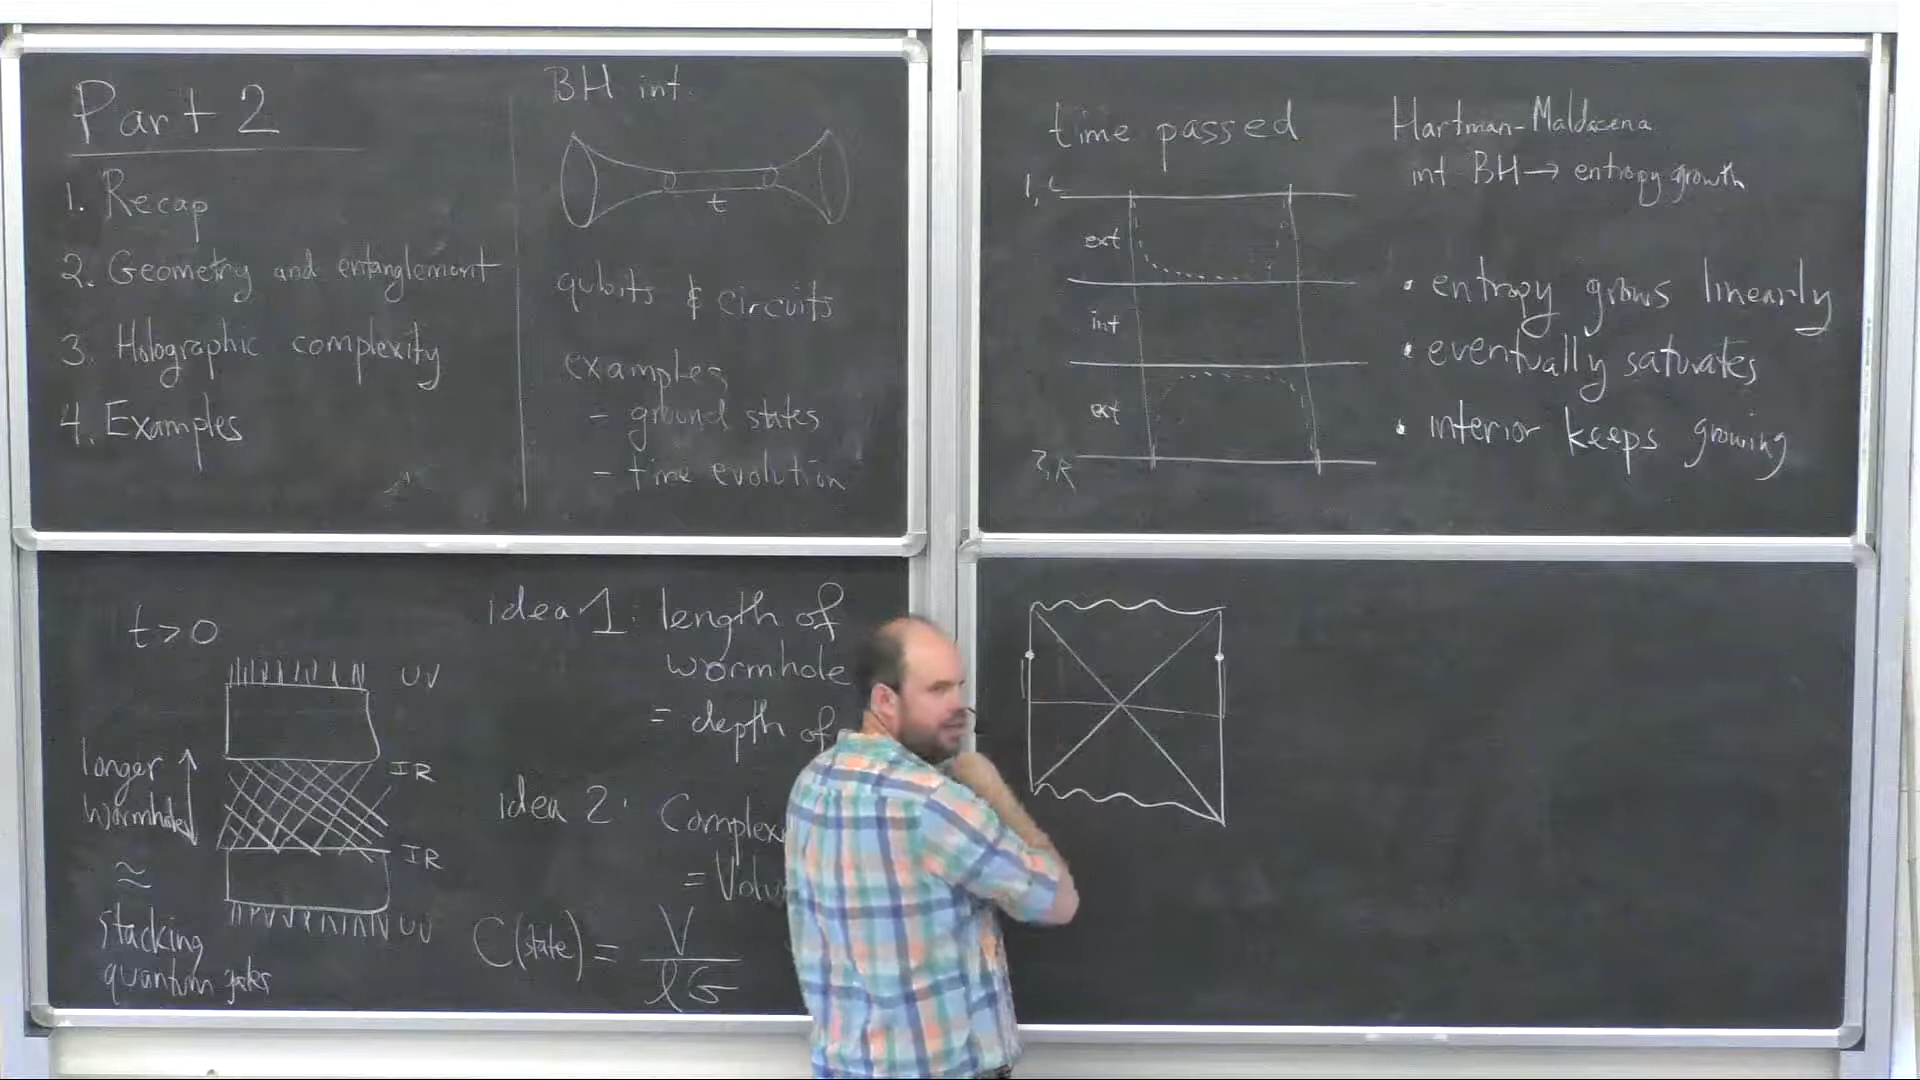 Part 2
1. Recap
2. Geometry and entanglement
3. Holographic complexity
4. Examples
BH int.
t
qubits & circuits
examples
- ground states
- time evolution
time passed
1, L
ext
int
ext
2, R
Hartman-Maldacena
int BH → entropy growth
• entropy grows linearly
• eventually saturates
• interior keeps growing
t>0
UV
longer
wormhole
IR
IR
≈
UV
stacking
quantum gates
idea 1: length of
wormhole
= depth of
idea 2:
= 
C(state) = V / lG